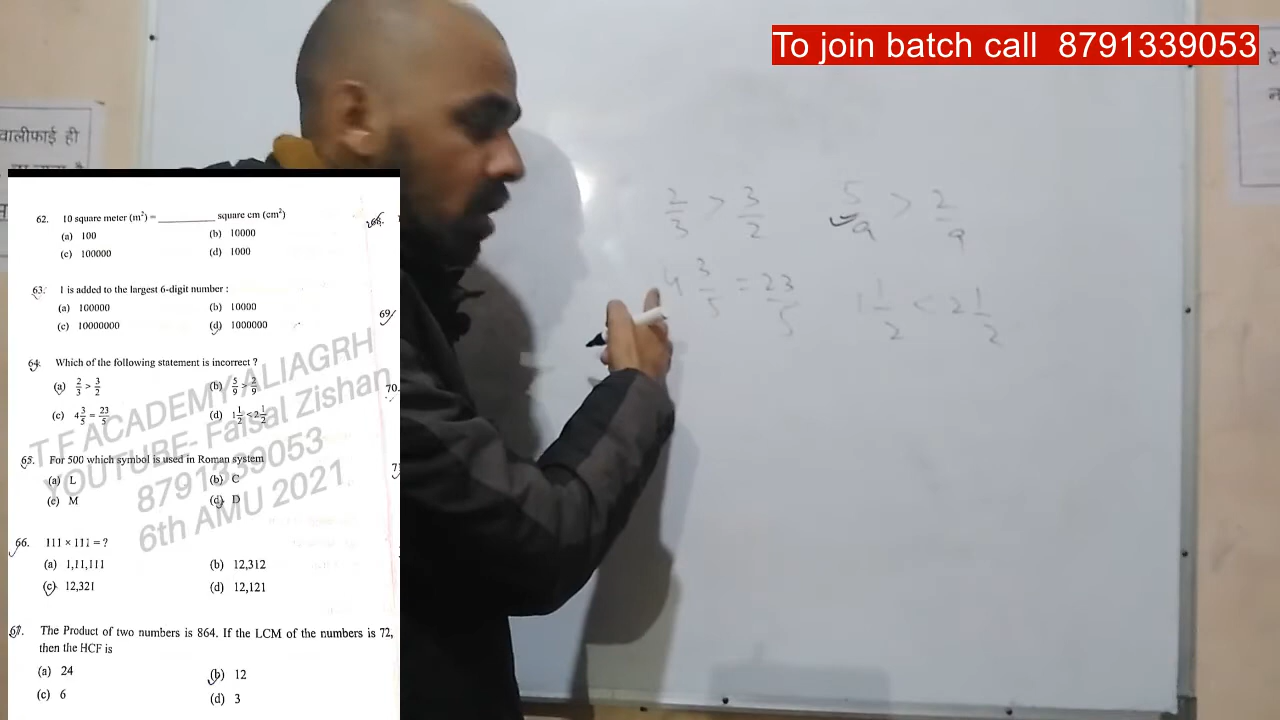 To join batch call 8791339053
वालीफाई ही
2/3 > 3/2 5/9 > 2/9
4 3/5 = 23/5 1 1/2 < 2 1/2
62. 10 square meter (m²) = ________ square cm (cm²)
(a) 100 (b) 10000
(c) 100000 (d) 1000
63. 1 is added to the largest 6-digit number :
(a) 100000 (b) 10000
(c) 10000000 (d) 1000000
64. Which of the following statement is incorrect ?
(a) 2/3 > 3/2 (b) 5/9 > 2/9
(c) 4 3/5 = 23/5 (d) 1 1/2 < 2 1/2
65. For 500 which symbol is used in Roman system
(a) L (b) C
(c) M (d) D
66. 111 × 111 = ?
(a) 1,11,111 (b) 12,312
(c) 12,321 (d) 12,121
67. The Product of two numbers is 864. If the LCM of the numbers is 72,
then the HCF is
(a) 24 (b) 12
(c) 6 (d) 3
69
70.
T F ACADEMY ALIAGRH
YOUTUBE- Faisal Zishan
8791339053
6th AMU 2021